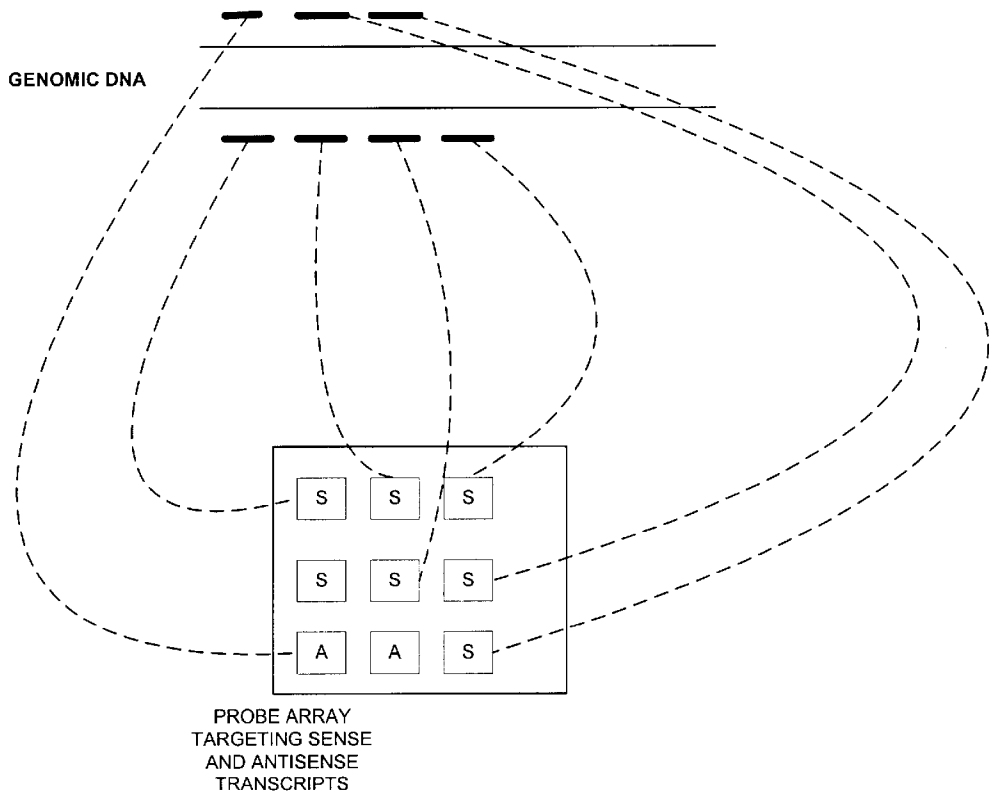 GENOMIC DNA
S S S
S S S
A A S
PROBE ARRAY
TARGETING SENSE
AND ANTISENSE
TRANSCRIPTS